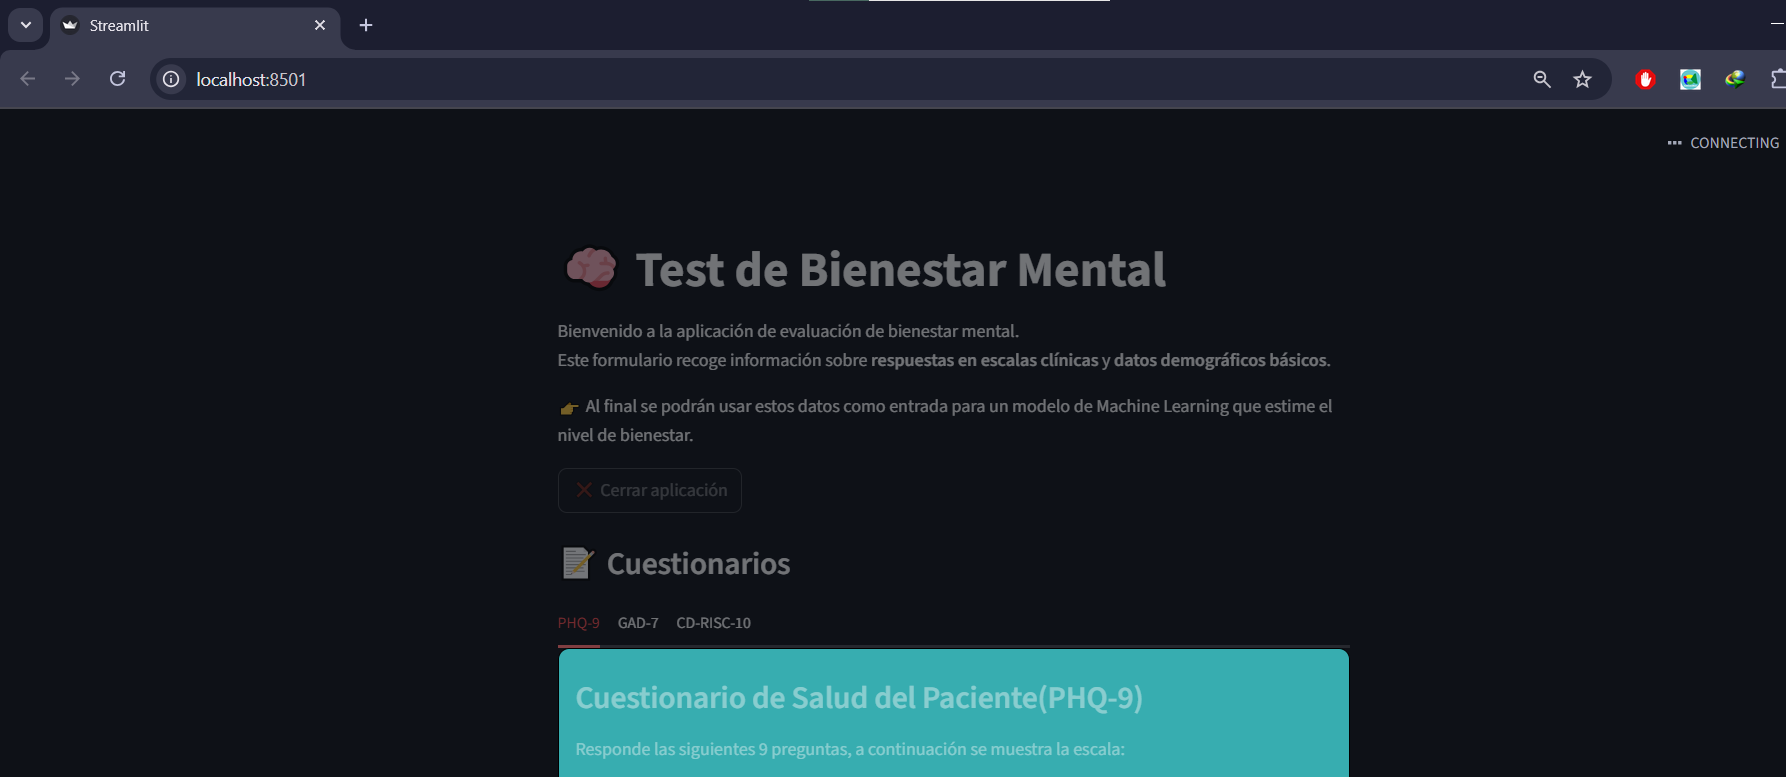 Streamlit
localhost:8501
CONNECTING
Test de Bienestar Mental
Bienvenido a la aplicación de evaluación de bienestar mental.
Este formulario recoge información sobre respuestas en escalas clínicas y datos demográficos básicos.
Al final se podrán usar estos datos como entrada para un modelo de Machine Learning que estime el
nivel de bienestar.
Cerrar aplicación
Cuestionarios
PHQ-9 GAD-7 CD-RISC-10
Cuestionario de Salud del Paciente(PHQ-9)
Responde las siguientes 9 preguntas, a continuación se muestra la escala: